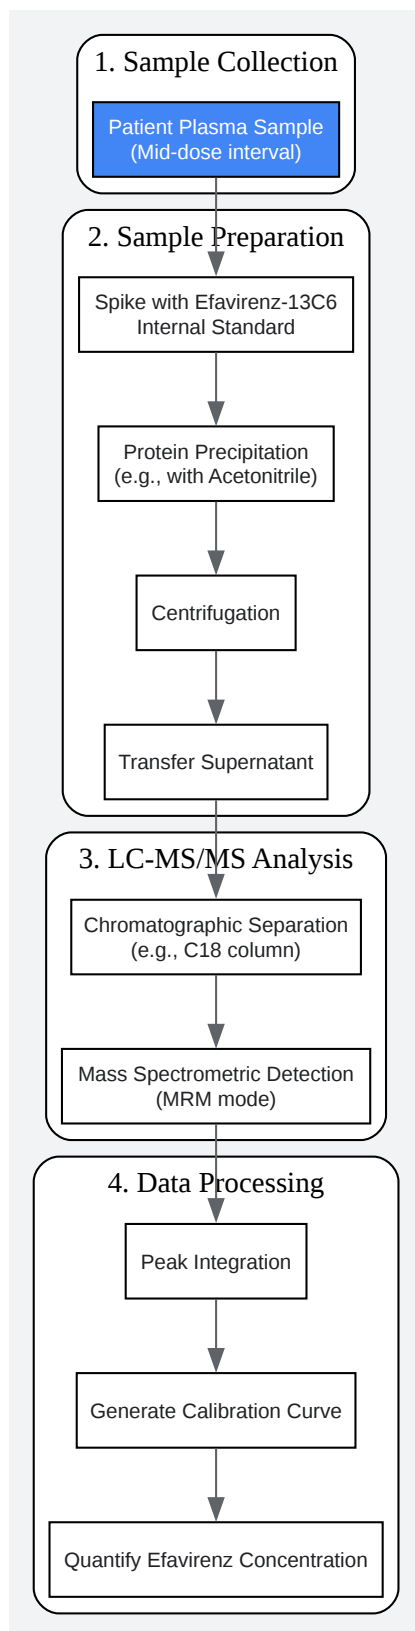 1. Sample Collection
Patient Plasma Sample
(Mid-dose interval)
2. Sample Preparation
Spike with Efavirenz-13C6
Internal Standard
Protein Precipitation
(e.g., with Acetonitrile)
Centrifugation
Transfer Supernatant
3. LC-MS/MS Analysis
Chromatographic Separation
(e.g., C18 column)
Mass Spectrometric Detection
(MRM mode)
4. Data Processing
Peak Integration
Generate Calibration Curve
Quantify Efavirenz Concentration